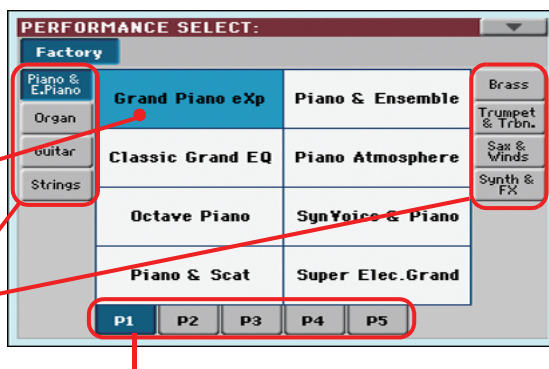 PERFORMANCE SELECT:
Factory
Piano &
E.Piano
Organ
Guitar
Strings
Grand Piano eXp
Piano & Ensemble
Classic Grand EQ
Piano Atmosphere
Octave Piano
SynVoice & Piano
Piano & Scat
Super Elec.Grand
Brass
Trumpet
& Trbn.
Sax &
Winds
Synth &
FX
P1 P2 P3 P4 P5